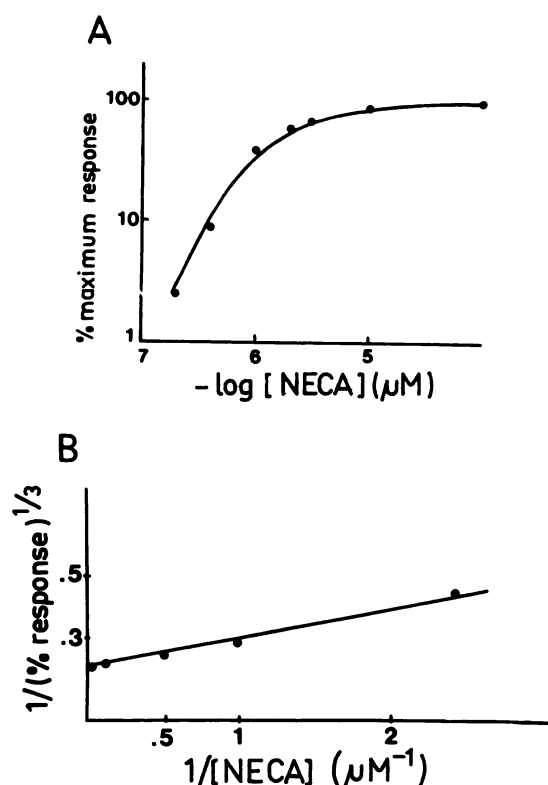 A
100
10
1
% maximum response
7 6 5
-log [NECA] (µM)
B
.5
.3
1/(% response)^1/3
.5 1 2
1/[NECA] (µM⁻¹)